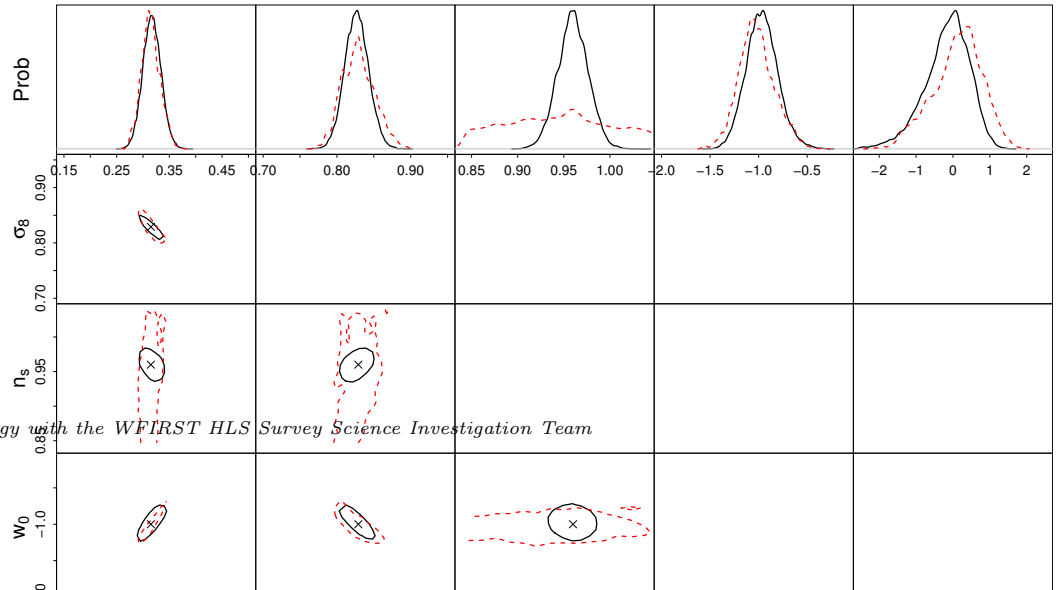 Prob
0.15 0.25 0.35 0.45
0.70 0.80 0.90
0.85 0.90 0.95 1.00
−2.0 −1.5 −1.0 −0.5
−2 −1 0 1 2
σ8
0.90
0.80
0.70
ns
0.95
0.85
gy with the WFIRST HLS Survey Science Investigation Team
w0
−1.0
0